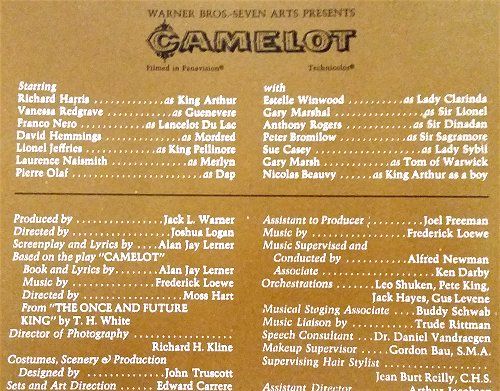 WARNER BROS.-SEVEN ARTS PRESENTS
CAMELOT
Filmed in Panavision® Technicolor®
Starring
Richard Harris ............ as King Arthur
Vanessa Redgrave ......... as Guenevere
Franco Nero ........ as Lancelot Du Lac
David Hemmings ......... as Mordred
Lionel Jeffries ...... as King Pellinore
Laurence Naismith ......... as Merlyn
Pierre Olaf .................. as Dap
with
Estelle Winwood ......... as Lady Clarinda
Gary Marshal ............... as Sir Lionel
Anthony Rogers .......... as Sir Dinadan
Peter Bromilow ....... as Sir Sagramore
Sue Casey ................ as Lady Sybil
Gary Marsh ......... as Tom of Warwick
Nicolas Beauvy ... as King Arthur as a boy
Produced by ............... Jack L. Warner
Directed by ................ Joshua Logan
Screenplay and Lyrics by .... Alan Jay Lerner
Based on the play "CAMELOT"
Book and Lyrics by ...... Alan Jay Lerner
Music by .............. Frederick Loewe
Directed by ................ Moss Hart
From "THE ONCE AND FUTURE
KING" by T. H. White
Director of Photography ..................
Richard H. Kline
Costumes, Scenery & Production
Designed by .............. John Truscott
Sets and Art Direction .... Edward Carrere
Assistant to Producer ........ Joel Freeman
Music by ................ Frederick Loewe
Music Supervised and
Conducted by .......... Alfred Newman
Associate .................. Ken Darby
Orchestrations .... Leo Shuken, Pete King,
Jack Hayes, Gus Levene
Musical Staging Associate .... Buddy Schwab
Music Liaison by .......... Trude Rittman
Speech Consultant ... Dr. Daniel Vandraegen
Makeup Supervisor .... Gordon Bau, S.M.A.
Supervising Hair Stylist ..................
Jean Burt Reilly, C.H.S.
Assistant Director